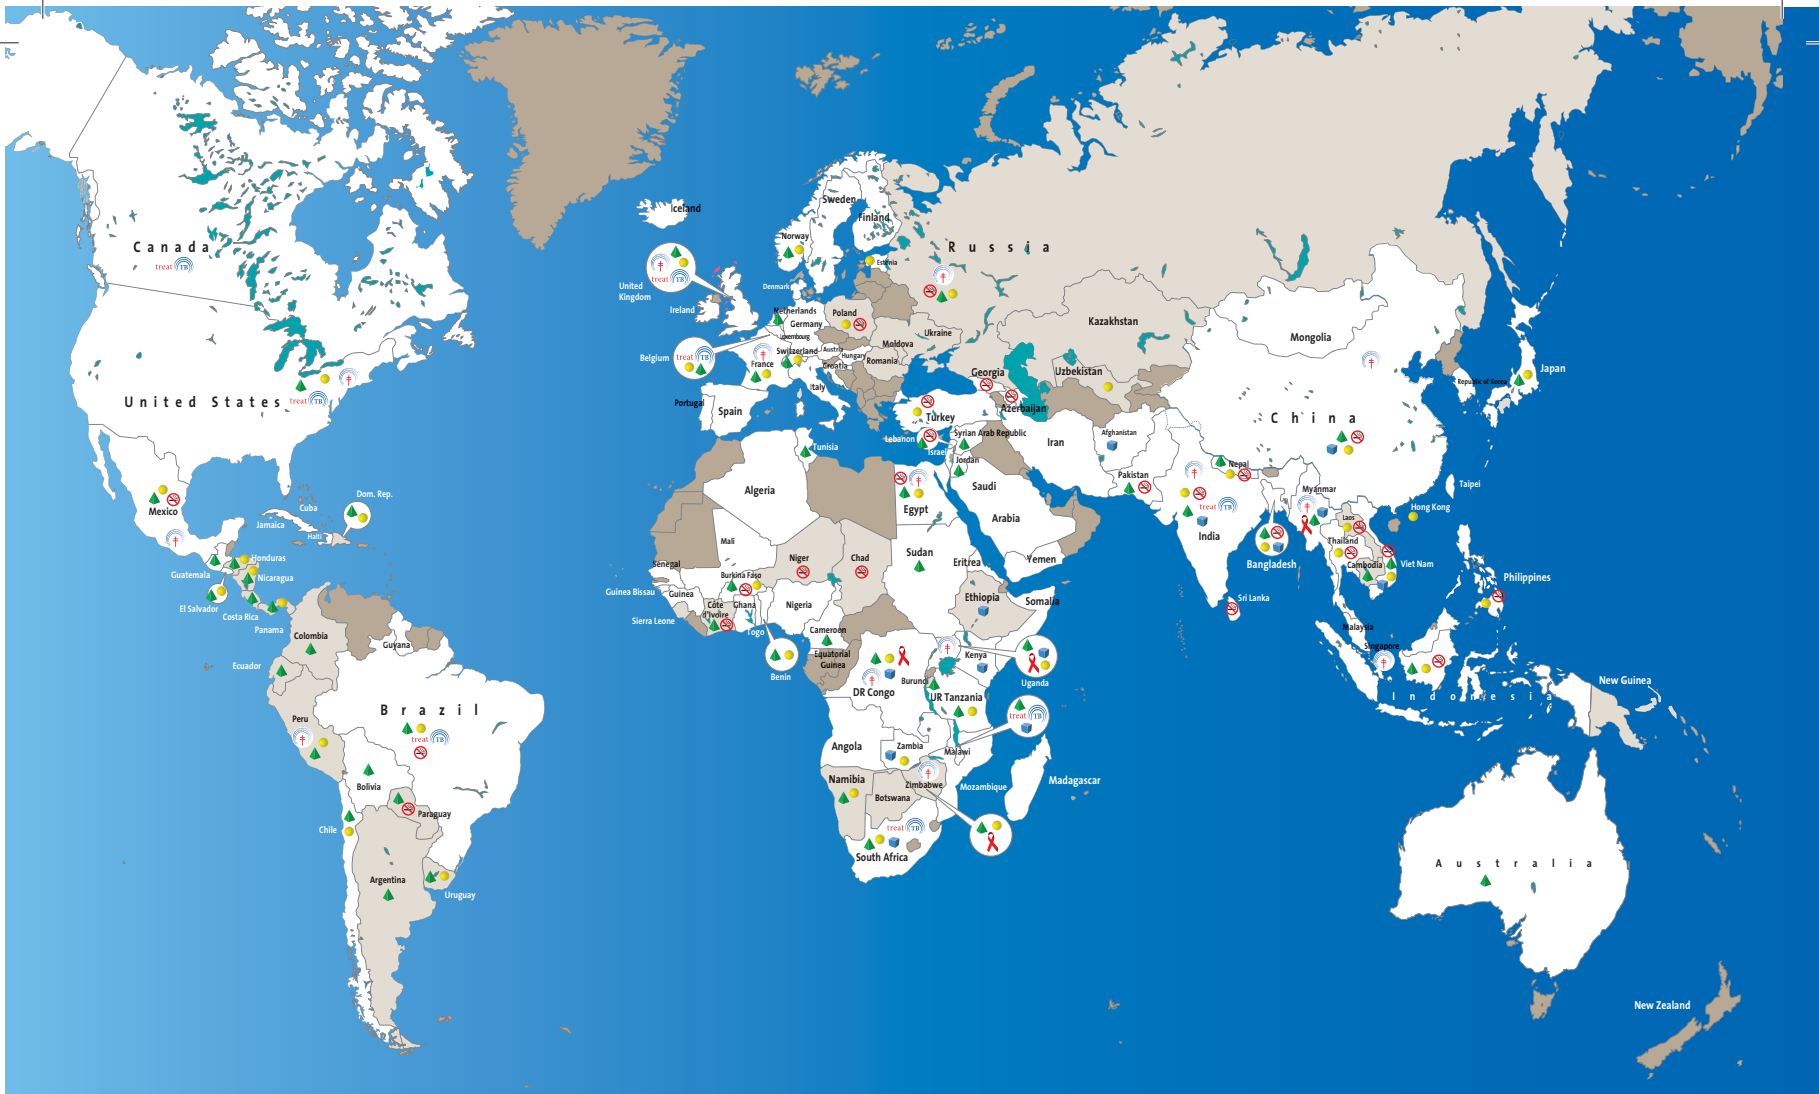 Iceland
Sweden
Finland
Norway
Russia
Canada
treat TB
Estonia
United
Kingdom
treat TB
Denmark
Ireland
Netherlands
Germany
Luxembourg
Poland
Ukraine
Kazakhstan
Mongolia
Belgium
treat TB
Switzerland
France
Austria
Hungary
Croatia
Moldova
Romania
Italy
Georgia
Uzbekistan
Azerbaijan
Republic of Korea
Japan
United States
treat TB
Portugal
Spain
Turkey
China
Lebanon
Israel
Syrian Arab Republic
Jordan
Iran
Afghanistan
Tunisia
Pakistan
Nepal
Algeria
Saudi
Arabia
Egypt
Myanmar
Taipei
Hong Kong
Dom. Rep.
Cuba
Mexico
Jamaica
Haiti
treat TB
India
Laos
Thailand
Cambodia
Viet Nam
Bangladesh
Philippines
Mali
Niger
Chad
Sudan
Eritrea
Yemen
Honduras
Guatemala
Nicaragua
El Salvador
Costa Rica
Panama
Senegal
Guinea Bissau
Guinea
Sierra Leone
Burkina Faso
Côte
d'Ivoire
Ghana
Togo
Benin
Nigeria
Cameroon
Equatorial
Guinea
Ethiopia
Somalia
Sri Lanka
Malaysia
Singapore
Indonesia
New Guinea
Colombia
Guyana
Ecuador
Kenya
Uganda
Burundi
DR Congo
UR Tanzania
treat TB
Peru
Brazil
treat TB
Angola
Zambia
Malawi
Bolivia
Namibia
Botswana
Zimbabwe
Mozambique
Madagascar
Paraguay
Chile
treat TB
South Africa
Australia
Argentina
Uruguay
New Zealand